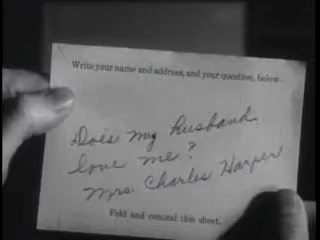 Write your name and address, and your question, below.
Does my husband
love me?
Mrs. Charles Harper
Fold and conceal this sheet.